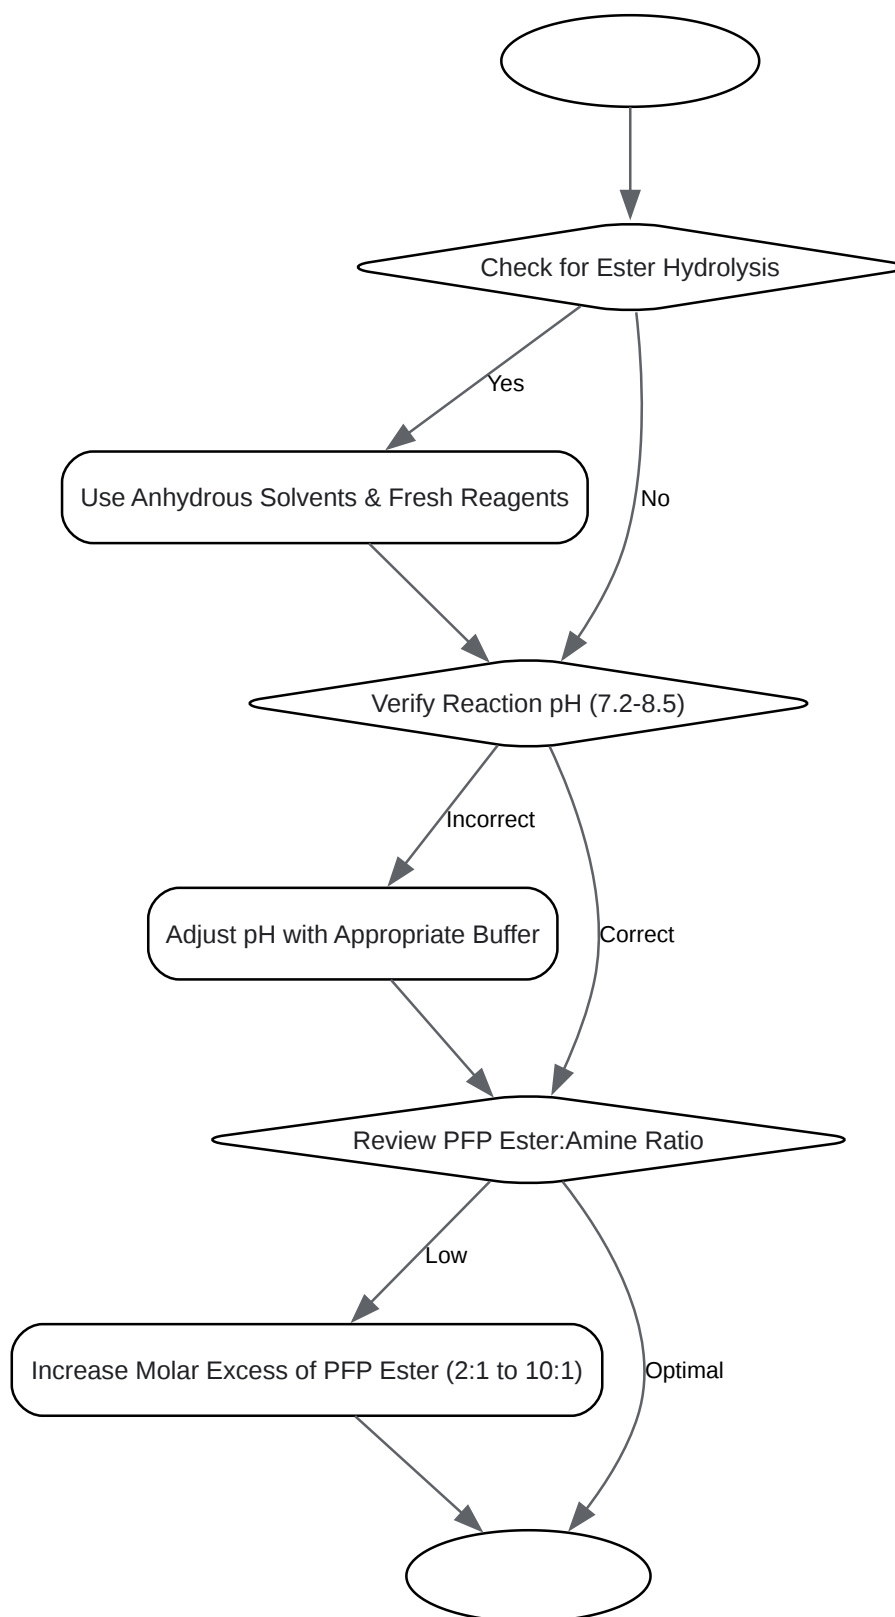 Check for Ester Hydrolysis
Yes
Use Anhydrous Solvents & Fresh Reagents
No
Verify Reaction pH (7.2-8.5)
Incorrect
Adjust pH with Appropriate Buffer
Correct
Review PFP Ester:Amine Ratio
Low
Increase Molar Excess of PFP Ester (2:1 to 10:1)
Optimal